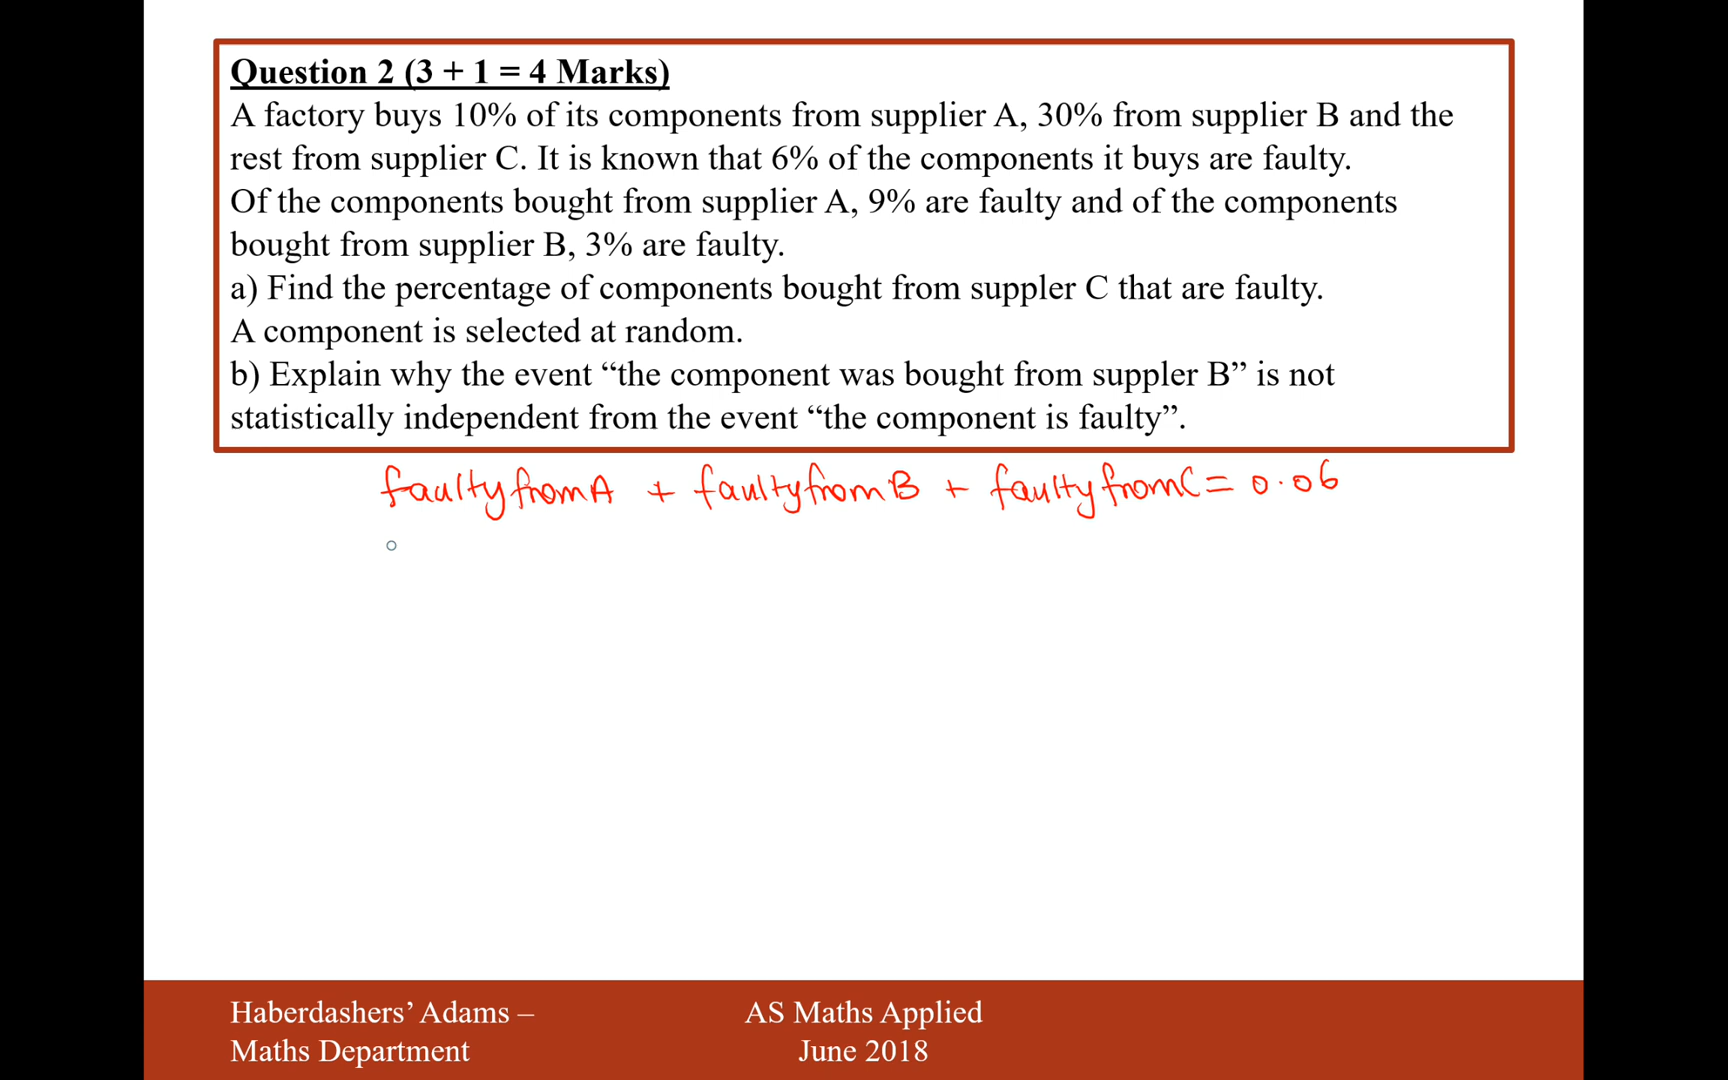 Question 2 (3 + 1 = 4 Marks)
A factory buys 10% of its components from supplier A, 30% from supplier B and the
rest from supplier C. It is known that 6% of the components it buys are faulty.
Of the components bought from supplier A, 9% are faulty and of the components
bought from supplier B, 3% are faulty.
a) Find the percentage of components bought from suppler C that are faulty.
A component is selected at random.
b) Explain why the event “the component was bought from suppler B” is not
statistically independent from the event “the component is faulty”.
faulty from A + faulty from B + faulty from C = 0.06
Haberdashers’ Adams –
Maths Department
AS Maths Applied
June 2018